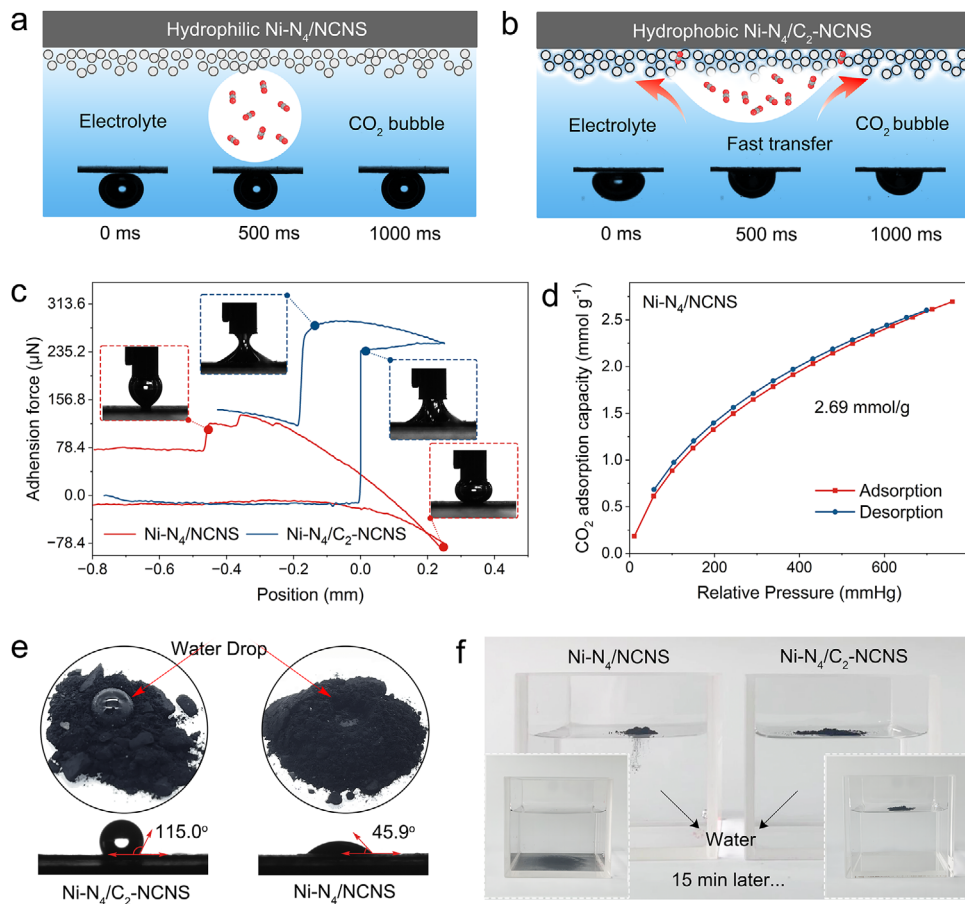 a
Hydrophilic Ni-N₄/NCNS
Electrolyte
CO₂ bubble
0 ms
500 ms
1000 ms
b
Hydrophobic Ni-N₄/C₂-NCNS
Electrolyte
CO₂ bubble
Fast transfer
0 ms
500 ms
1000 ms
c
Adhension force (μN)
313.6
235.2
156.8
78.4
0.0
−78.4
Ni-N₄/NCNS
Ni-N₄/C₂-NCNS
−0.8
−0.6
−0.4
−0.2
0.0
0.2
0.4
Position (mm)
d
CO₂ adsorption capacity (mmol g⁻¹)
Ni-N₄/NCNS
2.5
2.0
1.5
1.0
0.5
0.0
2.69 mmol/g
Adsorption
Desorption
0
200
400
600
800
Relative Pressure (mmHg)
e
Water Drop
115.0°
45.9°
Ni-N₄/C₂-NCNS
Ni-N₄/NCNS
f
Ni-N₄/NCNS
Ni-N₄/C₂-NCNS
Water
15 min later...